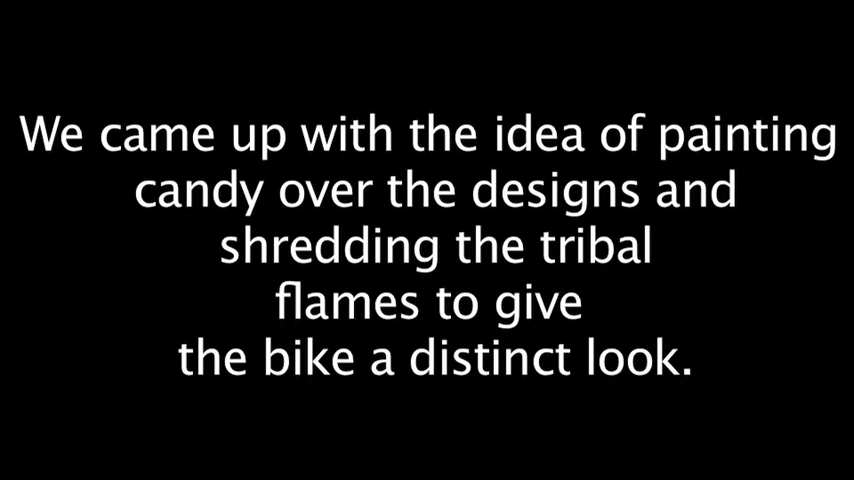 We came up with the idea of painting
candy over the designs and
shredding the tribal
flames to give
the bike a distinct look.